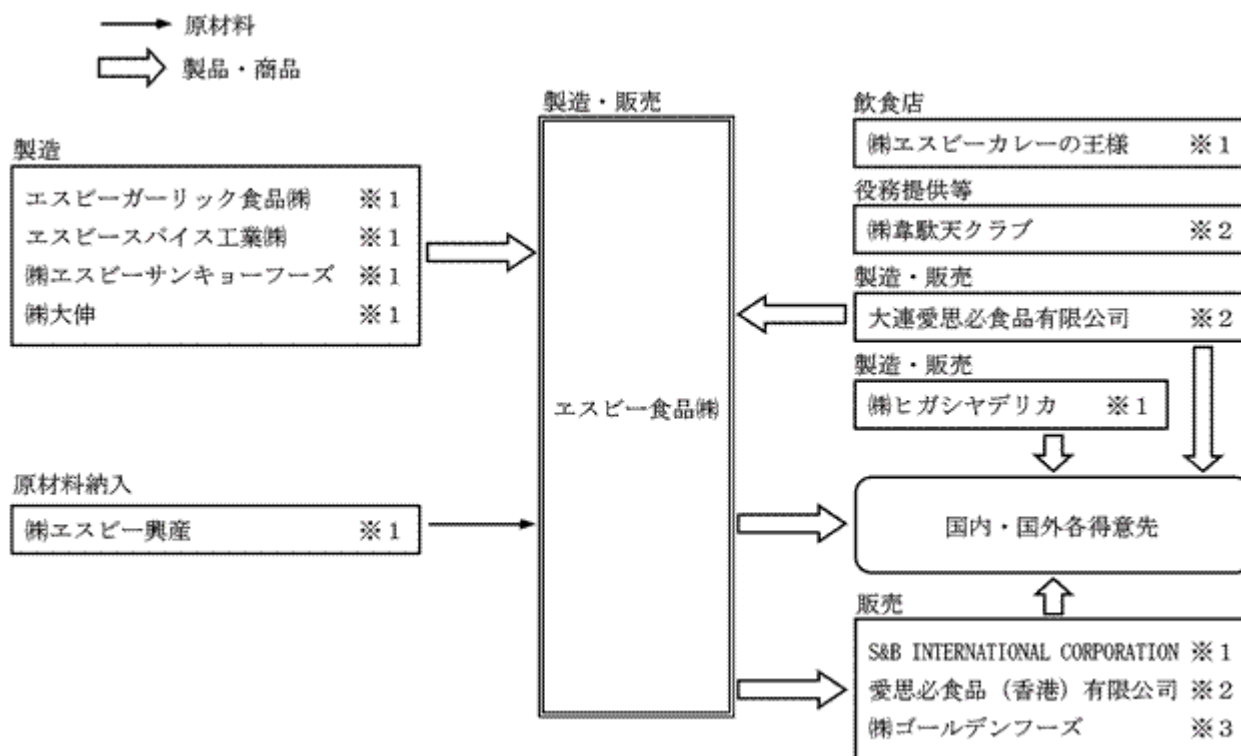 原材料
製品・商品
製造
エスビーガーリック食品㈱ ※1
ヱスビースパイス工業㈱ ※1
㈱ヱスビーサンキョーフーズ ※1
㈱大伸 ※1
原材料納入
㈱ヱスビー興産 ※1
製造・販売
ヱスビー食品㈱
飲食店
㈱ヱスビーカレーの王様 ※1
役務提供等
㈱韋駄天クラブ ※2
製造・販売
大連愛思必食品有限公司 ※2
製造・販売
㈱ヒガシヤデリカ ※1
国内・国外各得意先
販売
S&B INTERNATIONAL CORPORATION ※1
愛思必食品（香港）有限公司 ※2
㈱ゴールデンフーズ ※3